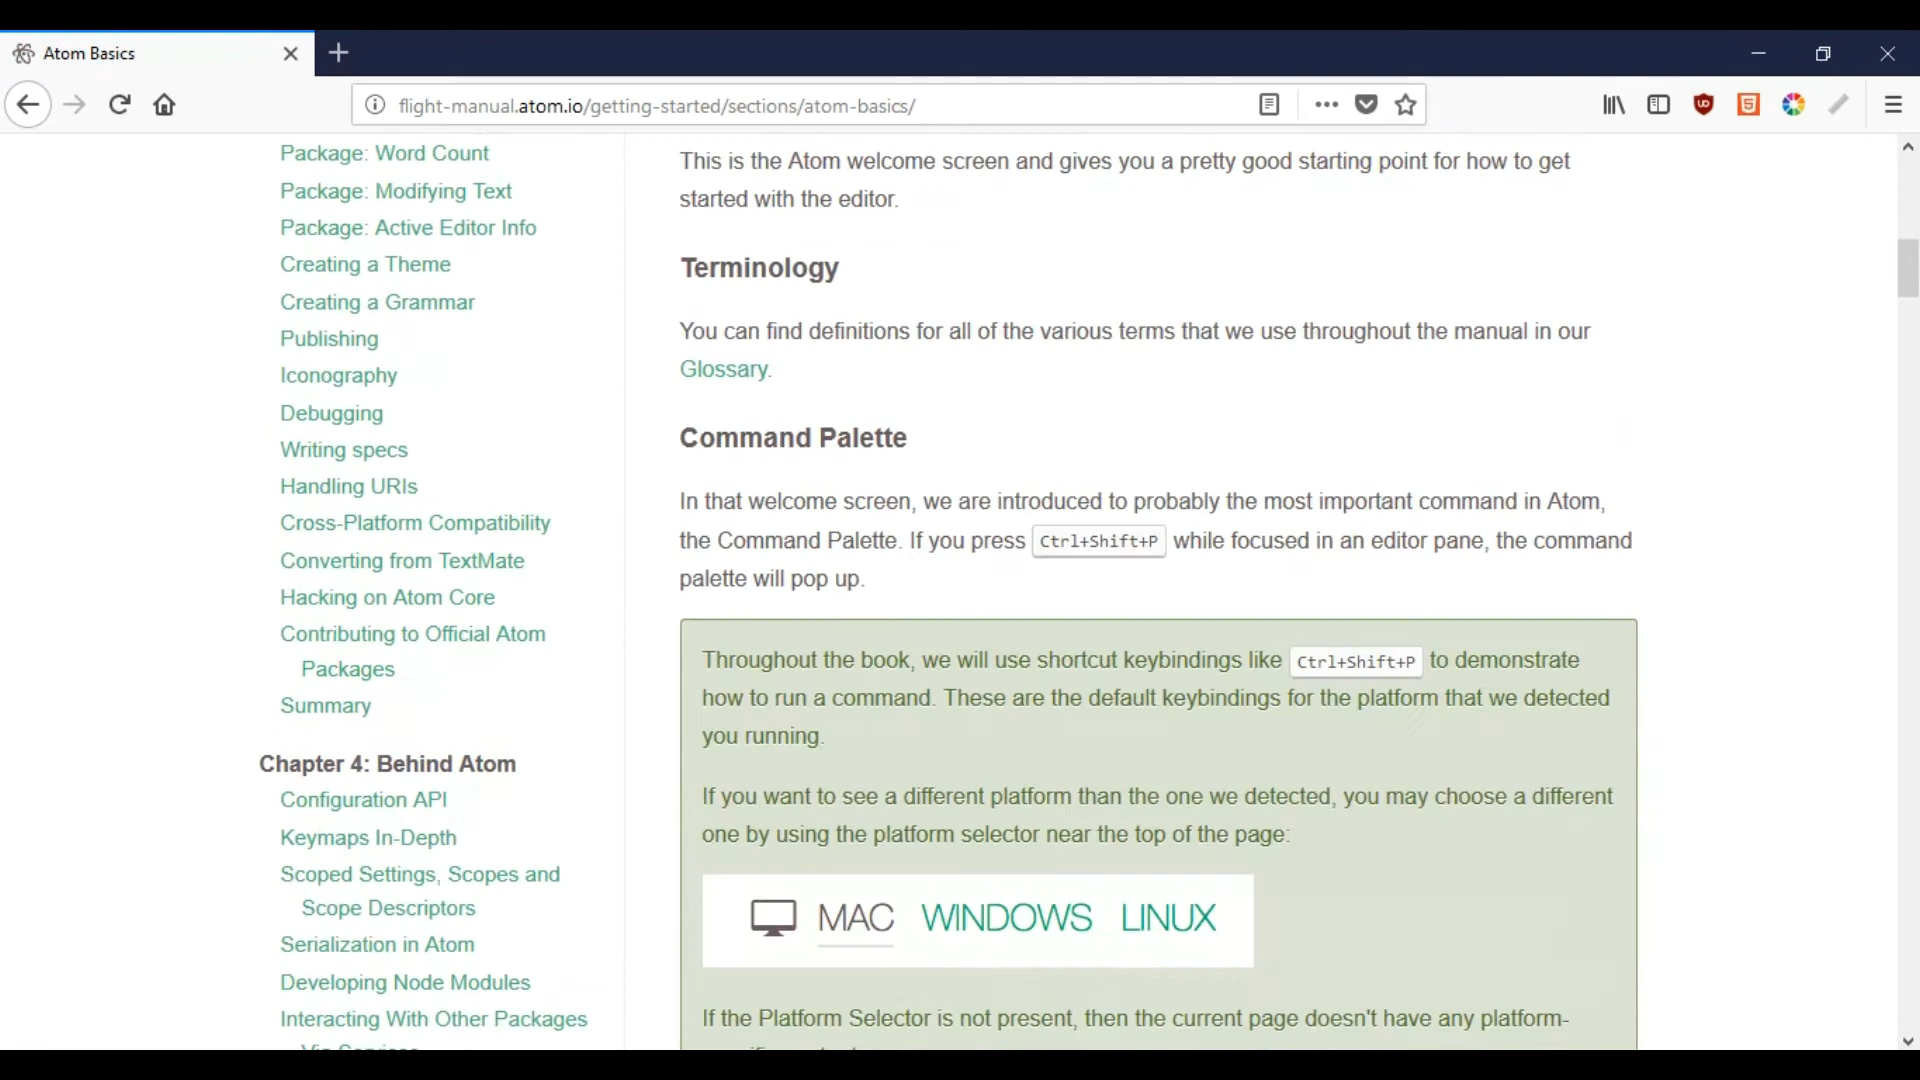 Atom Basics
flight-manual.atom.io/getting-started/sections/atom-basics/
Package: Word Count
Package: Modifying Text
Package: Active Editor Info
Creating a Theme
Creating a Grammar
Publishing
Iconography
Debugging
Writing specs
Handling URIs
Cross-Platform Compatibility
Converting from TextMate
Hacking on Atom Core
Contributing to Official Atom
Packages
Summary
Chapter 4: Behind Atom
Configuration API
Keymaps In-Depth
Scoped Settings, Scopes and
Scope Descriptors
Serialization in Atom
Developing Node Modules
Interacting With Other Packages
Via Services
This is the Atom welcome screen and gives you a pretty good starting point for how to get
started with the editor.
Terminology
You can find definitions for all of the various terms that we use throughout the manual in our
Glossary.
Command Palette
In that welcome screen, we are introduced to probably the most important command in Atom,
the Command Palette. If you press Ctrl+Shift+P while focused in an editor pane, the command
palette will pop up.
Throughout the book, we will use shortcut keybindings like Ctrl+Shift+P to demonstrate
how to run a command. These are the default keybindings for the platform that we detected
you running.
If you want to see a different platform than the one we detected, you may choose a different
one by using the platform selector near the top of the page:
MAC WINDOWS LINUX
If the Platform Selector is not present, then the current page doesn't have any platform-